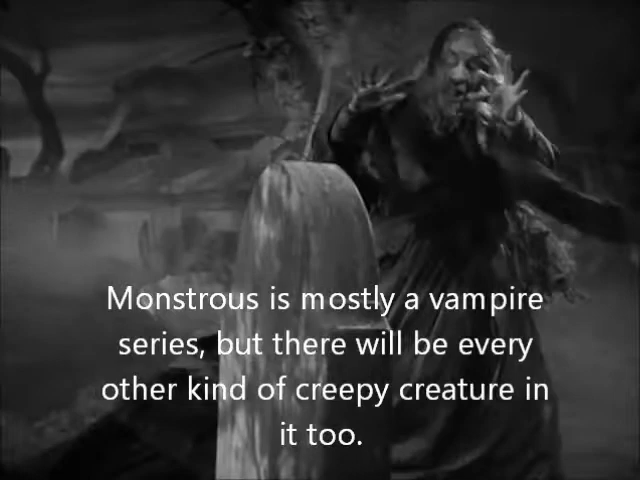 Monstrous is mostly a vampire
series, but there will be every
other kind of creepy creature in
it too.